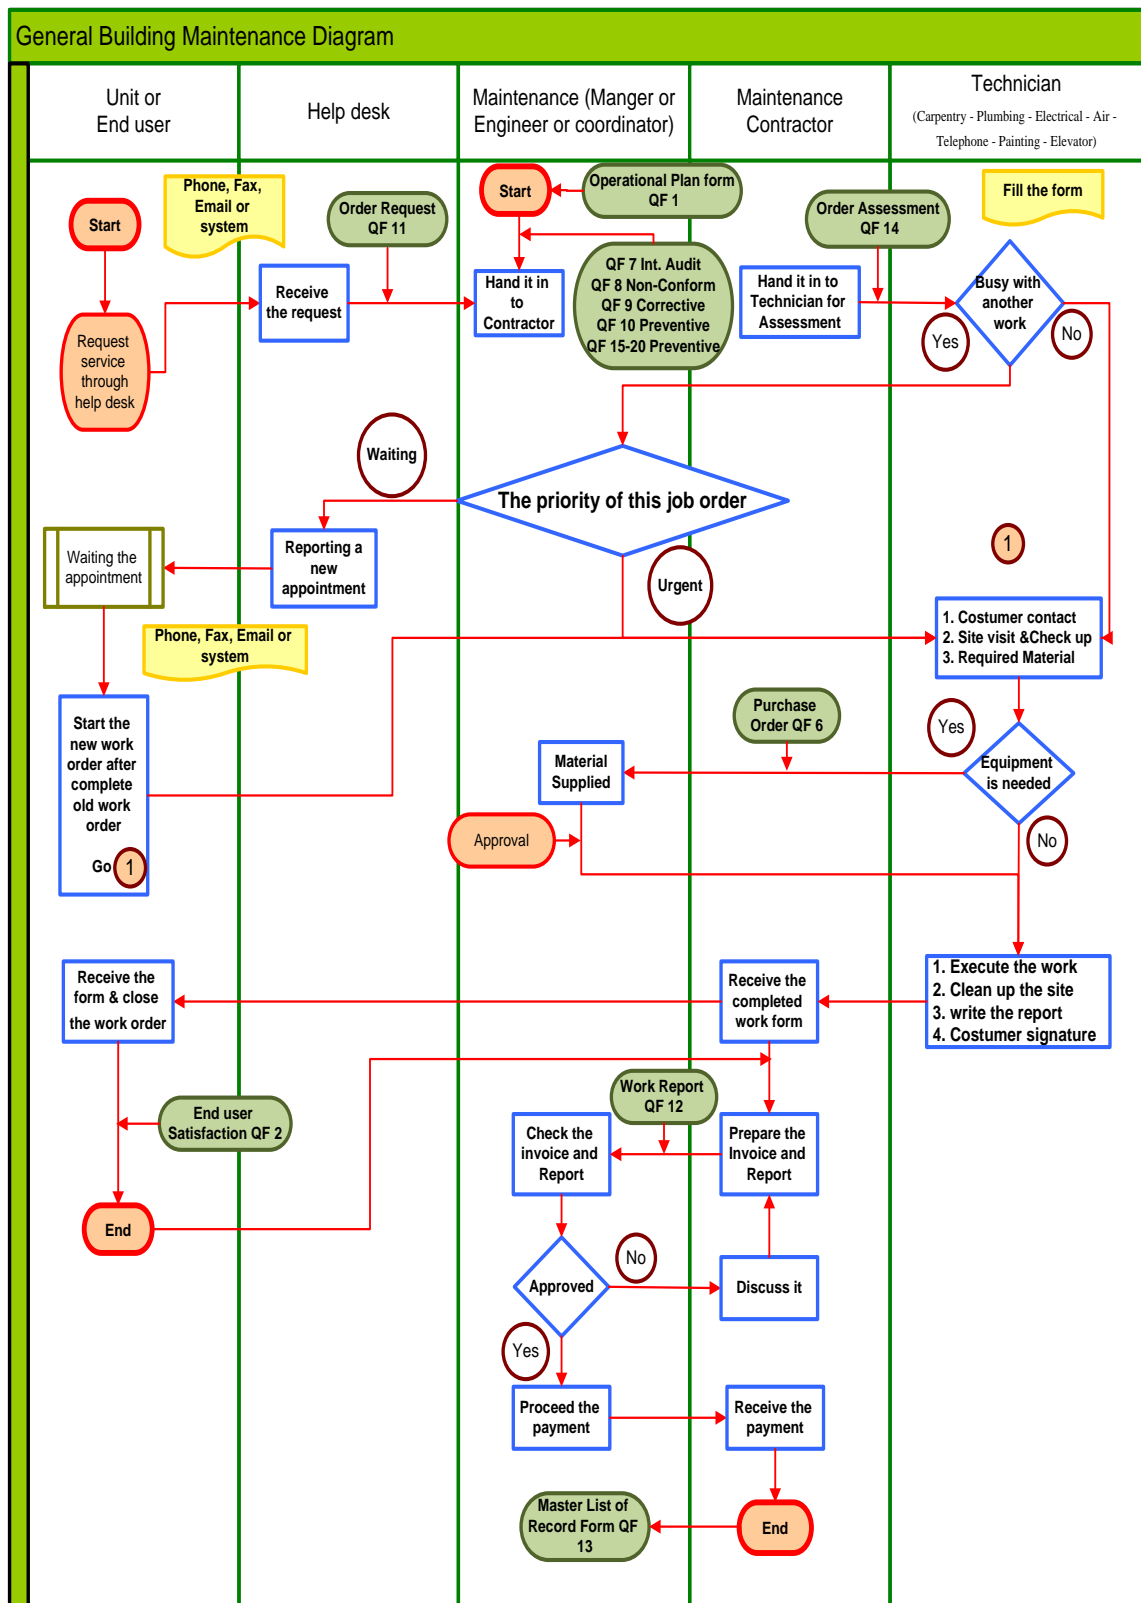 General Building Maintenance Diagram
Unit or
End user
Help desk
Maintenance (Manger or
Engineer or coordinator)
Maintenance
Contractor
Technician
(Carpentry - Plumbing - Electrical - Air -
Telephone - Painting - Elevator)
Start
Phone, Fax,
Email or
system
Order Request
QF 11
Start
Operational Plan form
QF 1
Order Assessment
QF 14
Fill the form
Request
service
through
help desk
Receive
the request
Hand it in
to
Contractor
QF 7 Int. Audit
QF 8 Non-Conform
QF 9 Corrective
QF 10 Preventive
QF 15-20 Preventive
Hand it in to
Technician for
Assessment
Busy with
another
work
Yes
No
Waiting
The priority of this job order
Urgent
Waiting the
appointment
Reporting a
new
appointment
1
Phone, Fax, Email or
system
1. Costumer contact
2. Site visit &Check up
3. Required Material
Start the
new work
order after
complete
old work
order
Go
1
Purchase
Order QF 6
Yes
Material
Supplied
Equipment
is needed
Approval
No
Receive the
form & close
the work order
Receive the
completed
work form
1. Execute the work
2. Clean up the site
3. write the report
4. Costumer signature
Work Report
QF 12
End user
Satisfaction QF 2
Check the
invoice and
Report
Prepare the
Invoice and
Report
End
No
Approved
Discuss it
Yes
Proceed the
payment
Receive the
payment
Master List of
Record Form QF
13
End